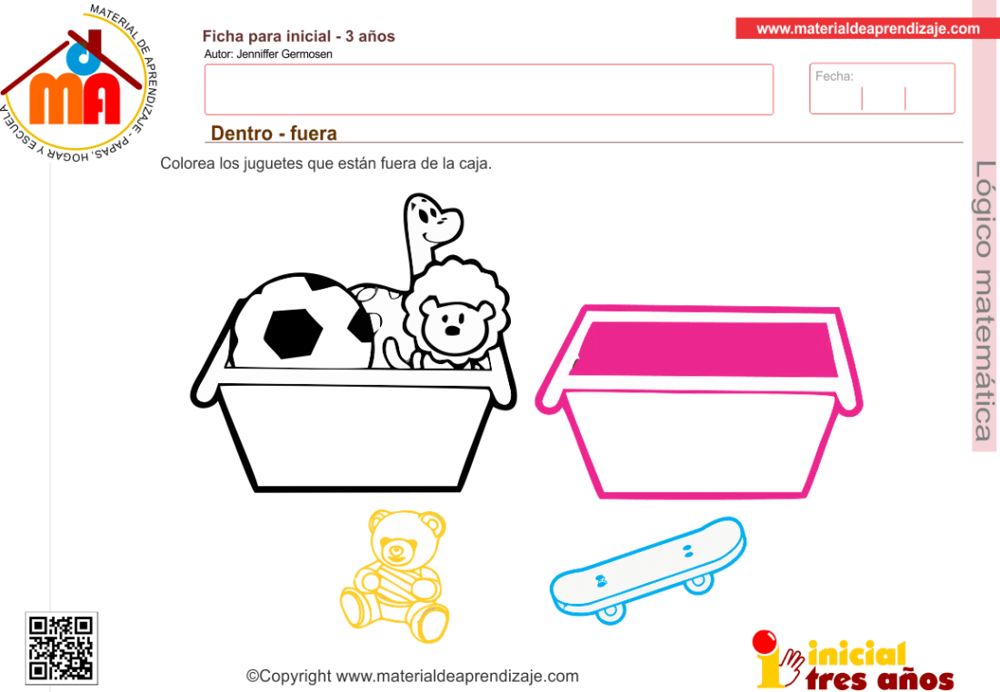 MATERIAL DE APRENDIZAJE - PAPAS, HOGAR Y ESCUELA
dmA
Ficha para inicial - 3 años
Autor: Jenniffer Germosen
www.materialdeaprendizaje.com
Fecha:
Dentro - fuera
Colorea los juguetes que están fuera de la caja.
Lógico matemática
©Copyright www.materialdeaprendizaje.com
inicial
tres años